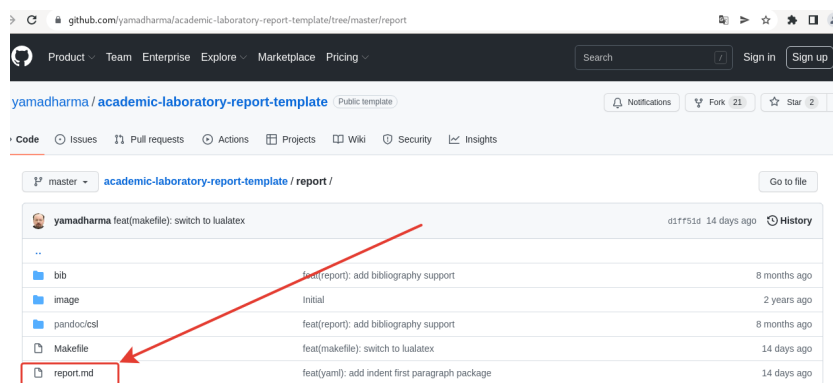 github.com/yamadharma/academic-laboratory-report-template/tree/master/report
Product Team Enterprise Explore Marketplace Pricing Search / Sign in Sign up
yamadharma / academic-laboratory-report-template Public template Notifications Fork 21 Star 2
Code Issues Pull requests Actions Projects Wiki Security Insights
master academic-laboratory-report-template / report / Go to file
yamadharma feat(makefile): switch to lualatex d1ff51d 14 days ago History
..
bib feat(report): add bibliography support 8 months ago
image Initial 2 years ago
pandoc/csl feat(report): add bibliography support 8 months ago
Makefile feat(makefile): switch to lualatex 14 days ago
report.md feat(yaml): add indent first paragraph package 14 days ago